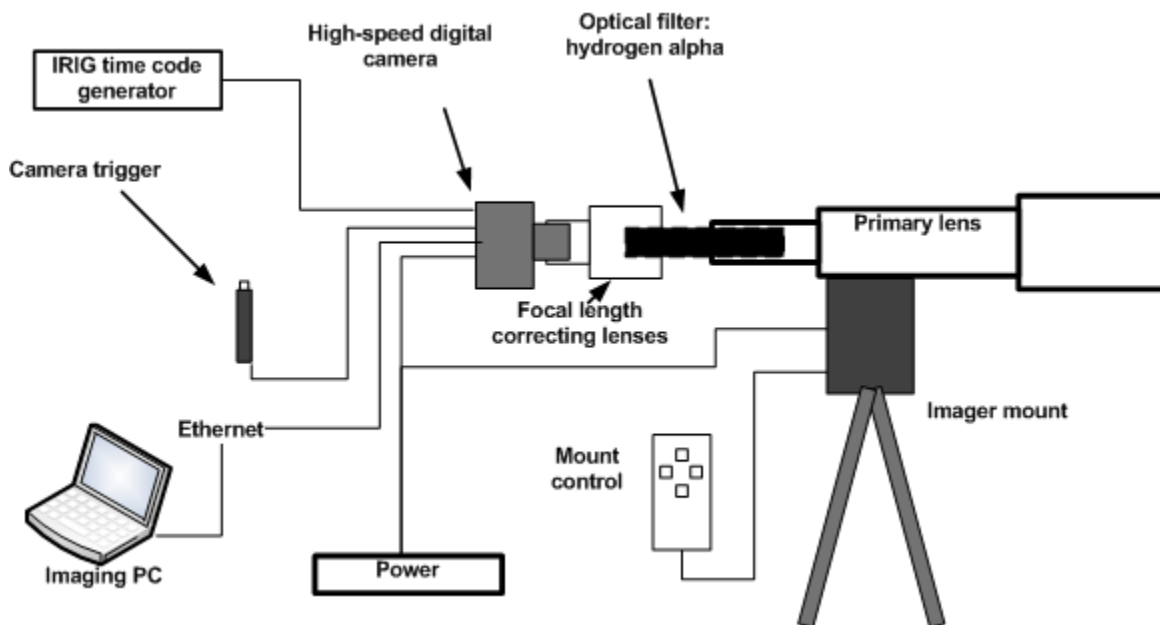 High-speed digital
camera
Optical filter:
hydrogen alpha
IRIG time code
generator
Camera trigger
Primary lens
Focal length
correcting lenses
Imager mount
Ethernet
Mount
control
Power
Imaging PC